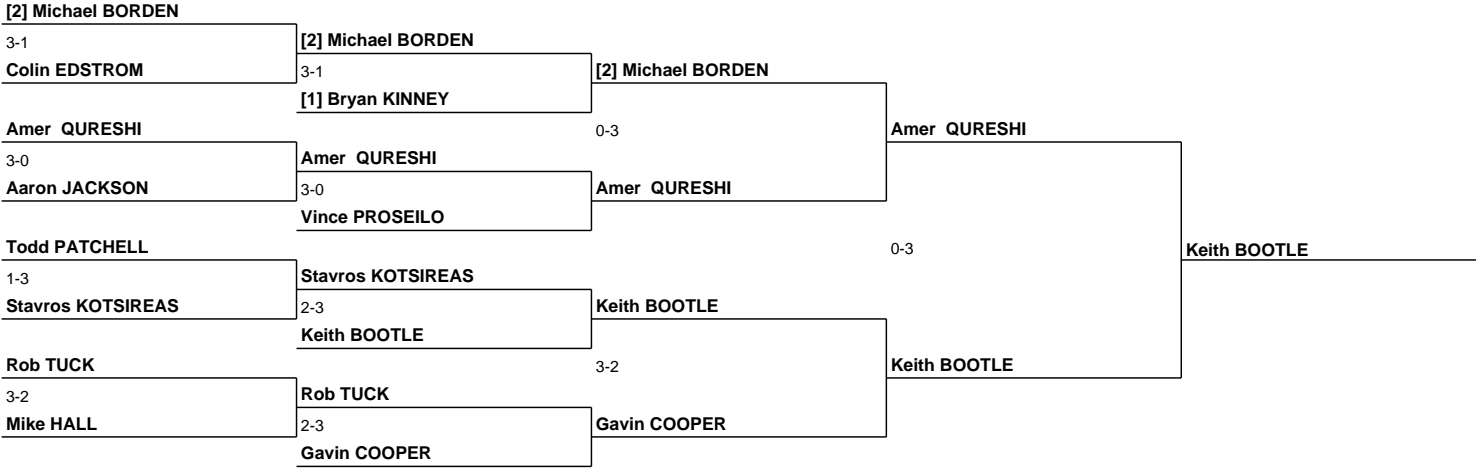 [2] Michael BORDEN
3-1
[2] Michael BORDEN
Colin EDSTROM
3-1
[2] Michael BORDEN
[1] Bryan KINNEY
Amer QURESHI
0-3
Amer QURESHI
3-0
Amer QURESHI
Aaron JACKSON
3-0
Amer QURESHI
Vince PROSEILO
Todd PATCHELL
0-3
Keith BOOTLE
1-3
Stavros KOTSIREAS
Stavros KOTSIREAS
2-3
Keith BOOTLE
Keith BOOTLE
Rob TUCK
3-2
Keith BOOTLE
3-2
Rob TUCK
Mike HALL
2-3
Gavin COOPER
Gavin COOPER